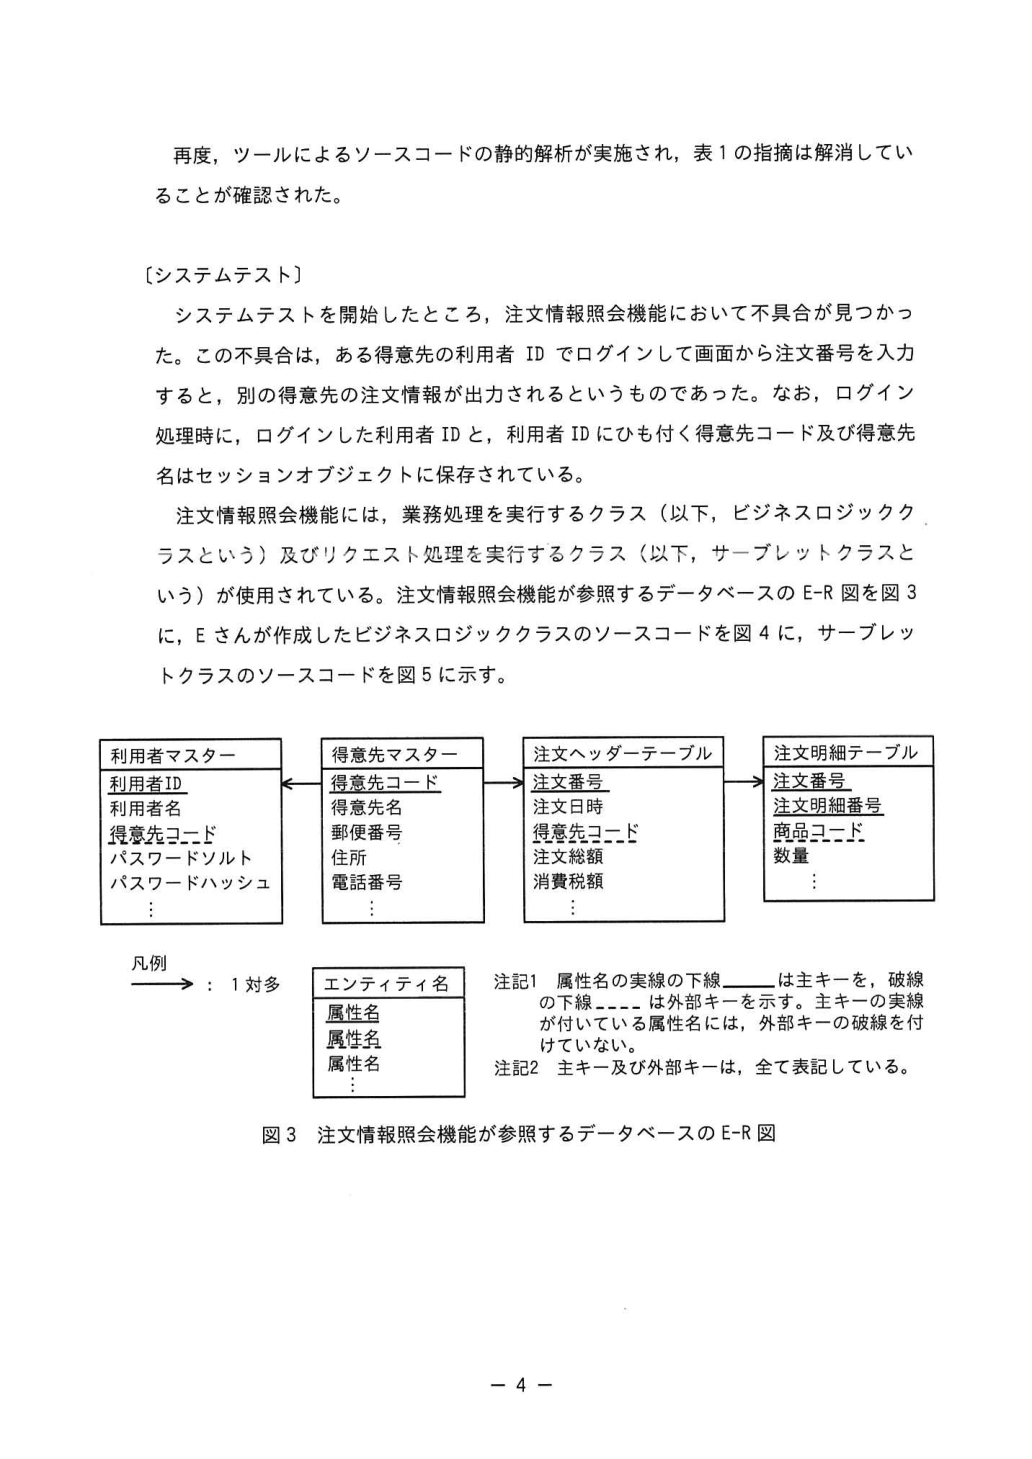 再度，ツールによるソースコードの静的解析が実施され，表１の指摘は解消してい
ることが確認された。
〔システムテスト〕
システムテストを開始したところ，注文情報照会機能において不具合が見つかっ
た。この不具合は，ある得意先の利用者 ID でログインして画面から注文番号を入力
すると，別の得意先の注文情報が出力されるというものであった。なお，ログイン
処理時に，ログインした利用者 ID と，利用者 ID にひも付く得意先コード及び得意先
名はセッションオブジェクトに保存されている。
注文情報照会機能には，業務処理を実行するクラス（以下，ビジネスロジックク
ラスという）及びリクエスト処理を実行するクラス（以下，サーブレットクラスと
いう）が使用されている。注文情報照会機能が参照するデータベースの E-R 図を図 3
に，E さんが作成したビジネスロジッククラスのソースコードを図 4 に，サーブレッ
トクラスのソースコードを図 5 に示す。
利用者マスター
利用者ID
利用者名
得意先コード
パスワードソルト
パスワードハッシュ
⋮
得意先マスター
得意先コード
得意先名
郵便番号
住所
電話番号
⋮
注文ヘッダーテーブル
注文番号
注文日時
得意先コード
注文総額
消費税額
⋮
注文明細テーブル
注文番号
注文明細番号
商品コード
数量
⋮
凡例
：1 対多
エンティティ名
属性名
属性名
属性名
⋮
注記1 属性名の実線の下線____は主キーを，破線
の下線____は外部キーを示す。主キーの実線
が付いている属性名には，外部キーの破線を付
けていない。
注記2 主キー及び外部キーは，全て表記している。
図 3 注文情報照会機能が参照するデータベースの E-R 図
－ 4 －